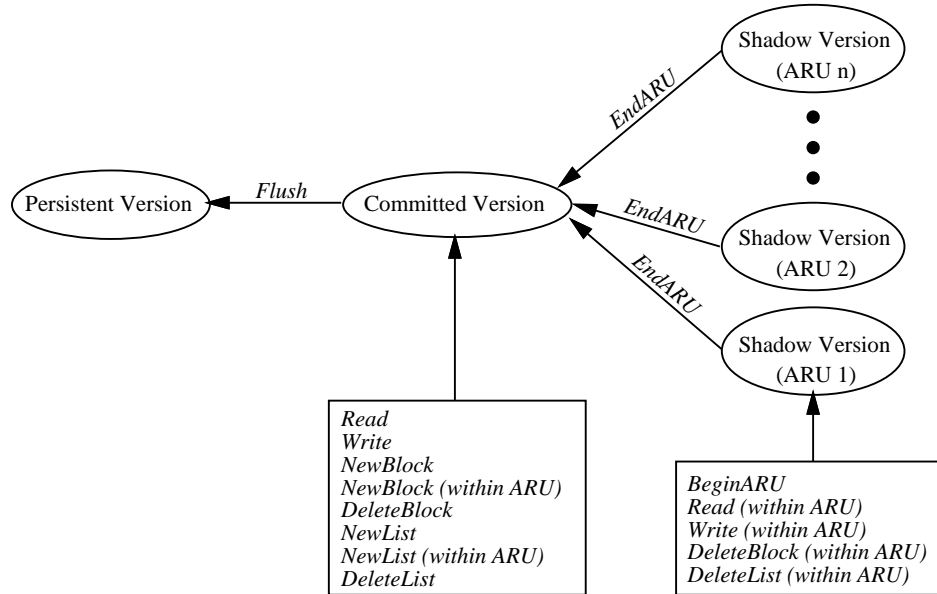 Shadow Version
(ARU n)
EndARU
Persistent Version
Flush
Committed Version
EndARU
Shadow Version
(ARU 2)
EndARU
Shadow Version
(ARU 1)
Read
Write
NewBlock
NewBlock (within ARU)
DeleteBlock
NewList
NewList (within ARU)
DeleteList
BeginARU
Read (within ARU)
Write (within ARU)
DeleteBlock (within ARU)
DeleteList (within ARU)